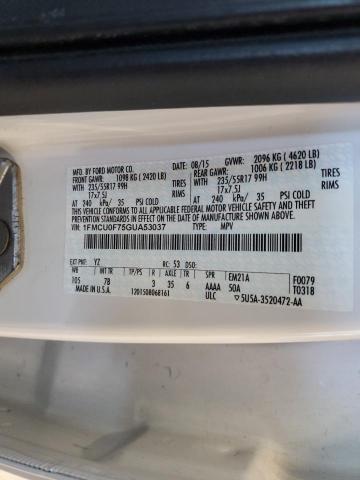 MFD. BY FORD MOTOR CO.
DATE: 08/15 GVWR: 2096 KG (4620 LB)
FRONT GAWR: 1098 KG (2420 LB) REAR GAWR: 1006 KG (2218 LB)
WITH 235/55R17 99H TIRES WITH 235/55R17 99H TIRES
17x7.5J RIMS 17x7.5J RIMS
AT 240 kPa/ 35 PSI COLD AT 240 kPa/ 35 PSI COLD
THIS VEHICLE CONFORMS TO ALL APPLICABLE FEDERAL MOTOR VEHICLE SAFETY AND THEFT
PREVENTION STANDARDS IN EFFECT ON THE DATE OF MANUFACTURE SHOWN ABOVE.
VIN: 1FMCU0F75GUA53037 TYPE: MPV
EXT PNT: YZ RC: 53 DSO:
WB TP/PS R AXLE TR SPR EM21A F0079
105 78 3 35 6 AAAA 50A T0318
MADE IN U.S.A. 1201508068161 ULC 5U5A-3520472-AA